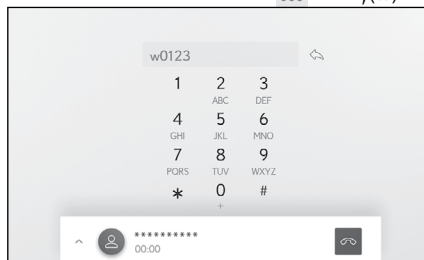 w0123
1 2 3
ABC DEF
4 5 6
GHI JKL MNO
7 8 9
PQRS TUV WXYZ
* 0 #
+
**********
00:00